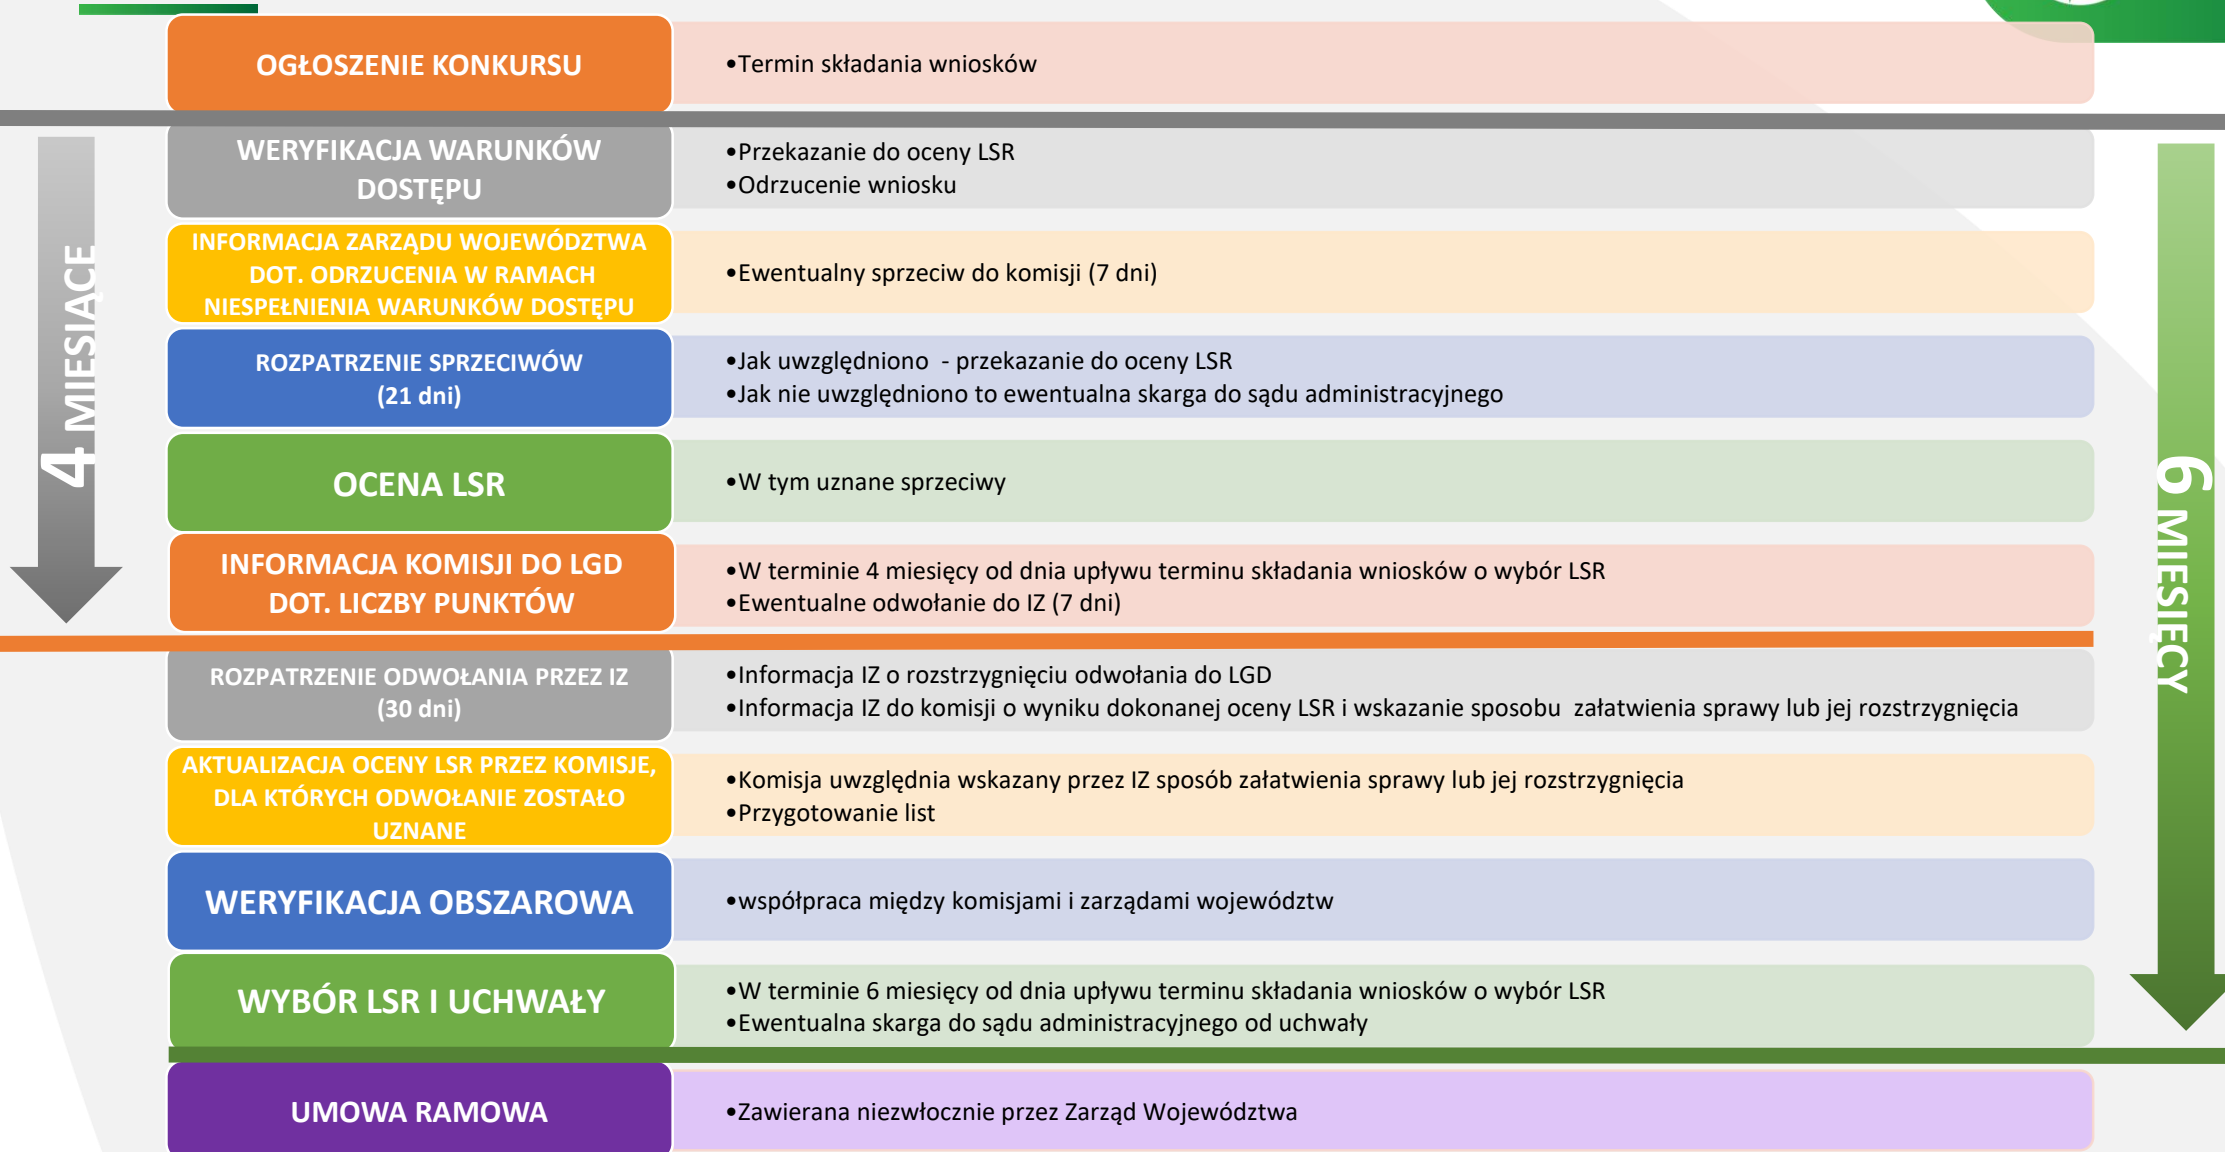 OGŁOSZENIE KONKURSU
•Termin składania wniosków
WERYFIKACJA WARUNKÓW
DOSTĘPU
•Przekazanie do oceny LSR
•Odrzucenie wniosku
INFORMACJA ZARZĄDU WOJEWÓDZTWA
DOT. ODRZUCENIA W RAMACH
NIESPEŁNIENIA WARUNKÓW DOSTĘPU
•Ewentualny sprzeciw do komisji (7 dni)
ROZPATRZENIE SPRZECIWÓW
(21 dni)
•Jak uwzględniono - przekazanie do oceny LSR
•Jak nie uwzględniono to ewentualna skarga do sądu administracyjnego
OCENA LSR
•W tym uznane sprzeciwy
INFORMACJA KOMISJI DO LGD
DOT. LICZBY PUNKTÓW
•W terminie 4 miesięcy od dnia upływu terminu składania wniosków o wybór LSR
•Ewentualne odwołanie do IZ (7 dni)
4 MIESIĄCE
ROZPATRZENIE ODWOŁANIA PRZEZ IZ
(30 dni)
•Informacja IZ o rozstrzygnięciu odwołania do LGD
•Informacja IZ do komisji o wyniku dokonanej oceny LSR i wskazanie sposobu załatwienia sprawy lub jej rozstrzygnięcia
AKTUALIZACJA OCENY LSR PRZEZ KOMISJE,
DLA KTÓRYCH ODWOŁANIE ZOSTAŁO
UZNANE
•Komisja uwzględnia wskazany przez IZ sposób załatwienia sprawy lub jej rozstrzygnięcia
•Przygotowanie list
WERYFIKACJA OBSZAROWA
•współpraca między komisjami i zarządami województw
WYBÓR LSR I UCHWAŁY
•W terminie 6 miesięcy od dnia upływu terminu składania wniosków o wybór LSR
•Ewentualna skarga do sądu administracyjnego od uchwały
6 MIESIĘCY
UMOWA RAMOWA
•Zawierana niezwłocznie przez Zarząd Województwa